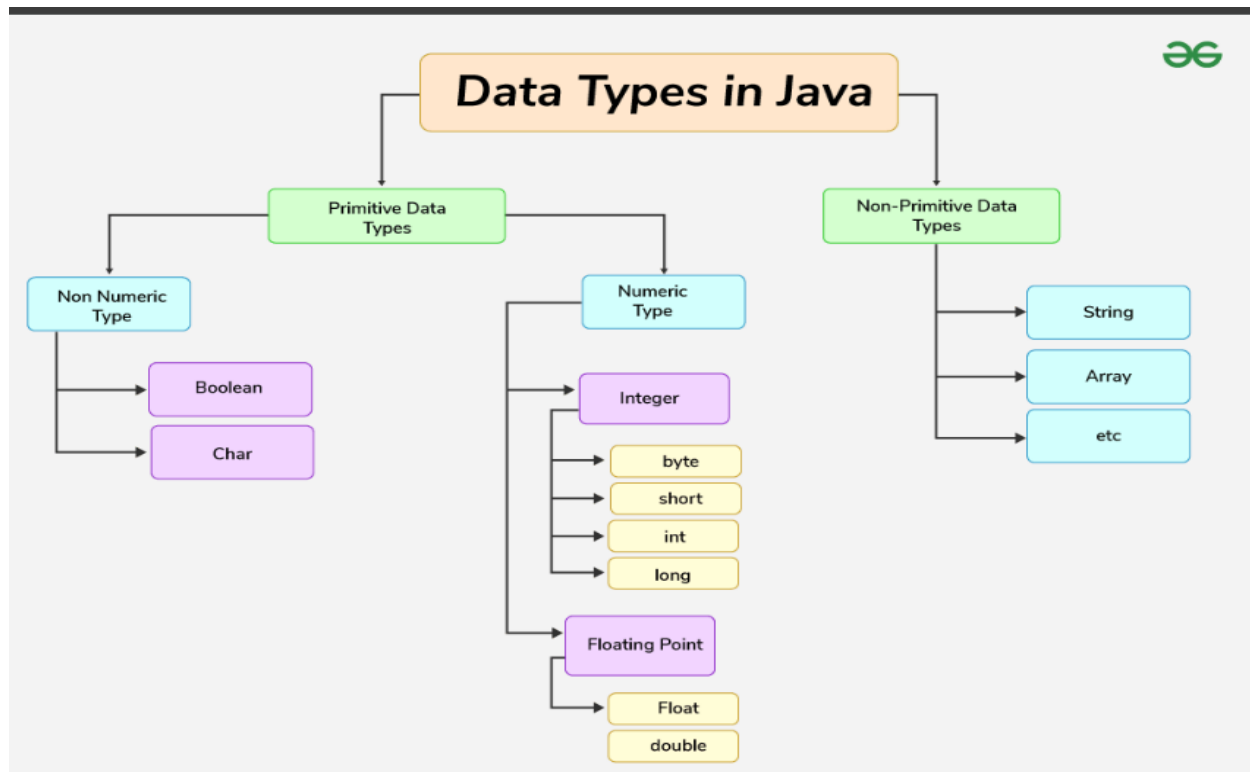 Data Types in Java
Primitive Data
Types
Non-Primitive Data
Types
Non Numeric
Type
Numeric
Type
Boolean
Char
Integer
byte
short
int
long
Floating Point
Float
double
String
Array
etc